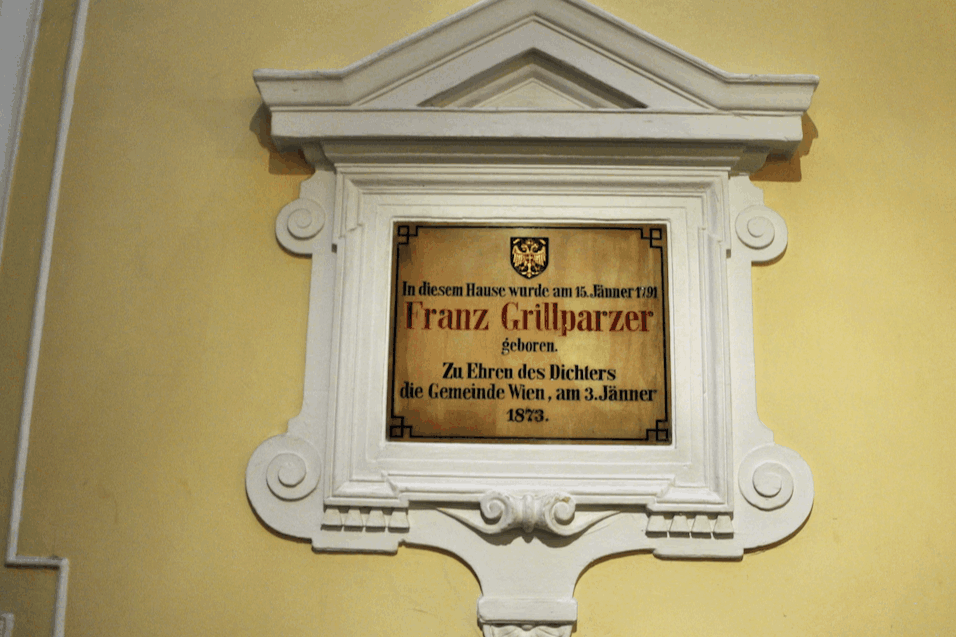 In diesem Hause wurde am 15. Jänner 1791
Franz Grillparzer
geboren.
Zu Ehren des Dichters
die Gemeinde Wien, am 3. Jänner
1873.